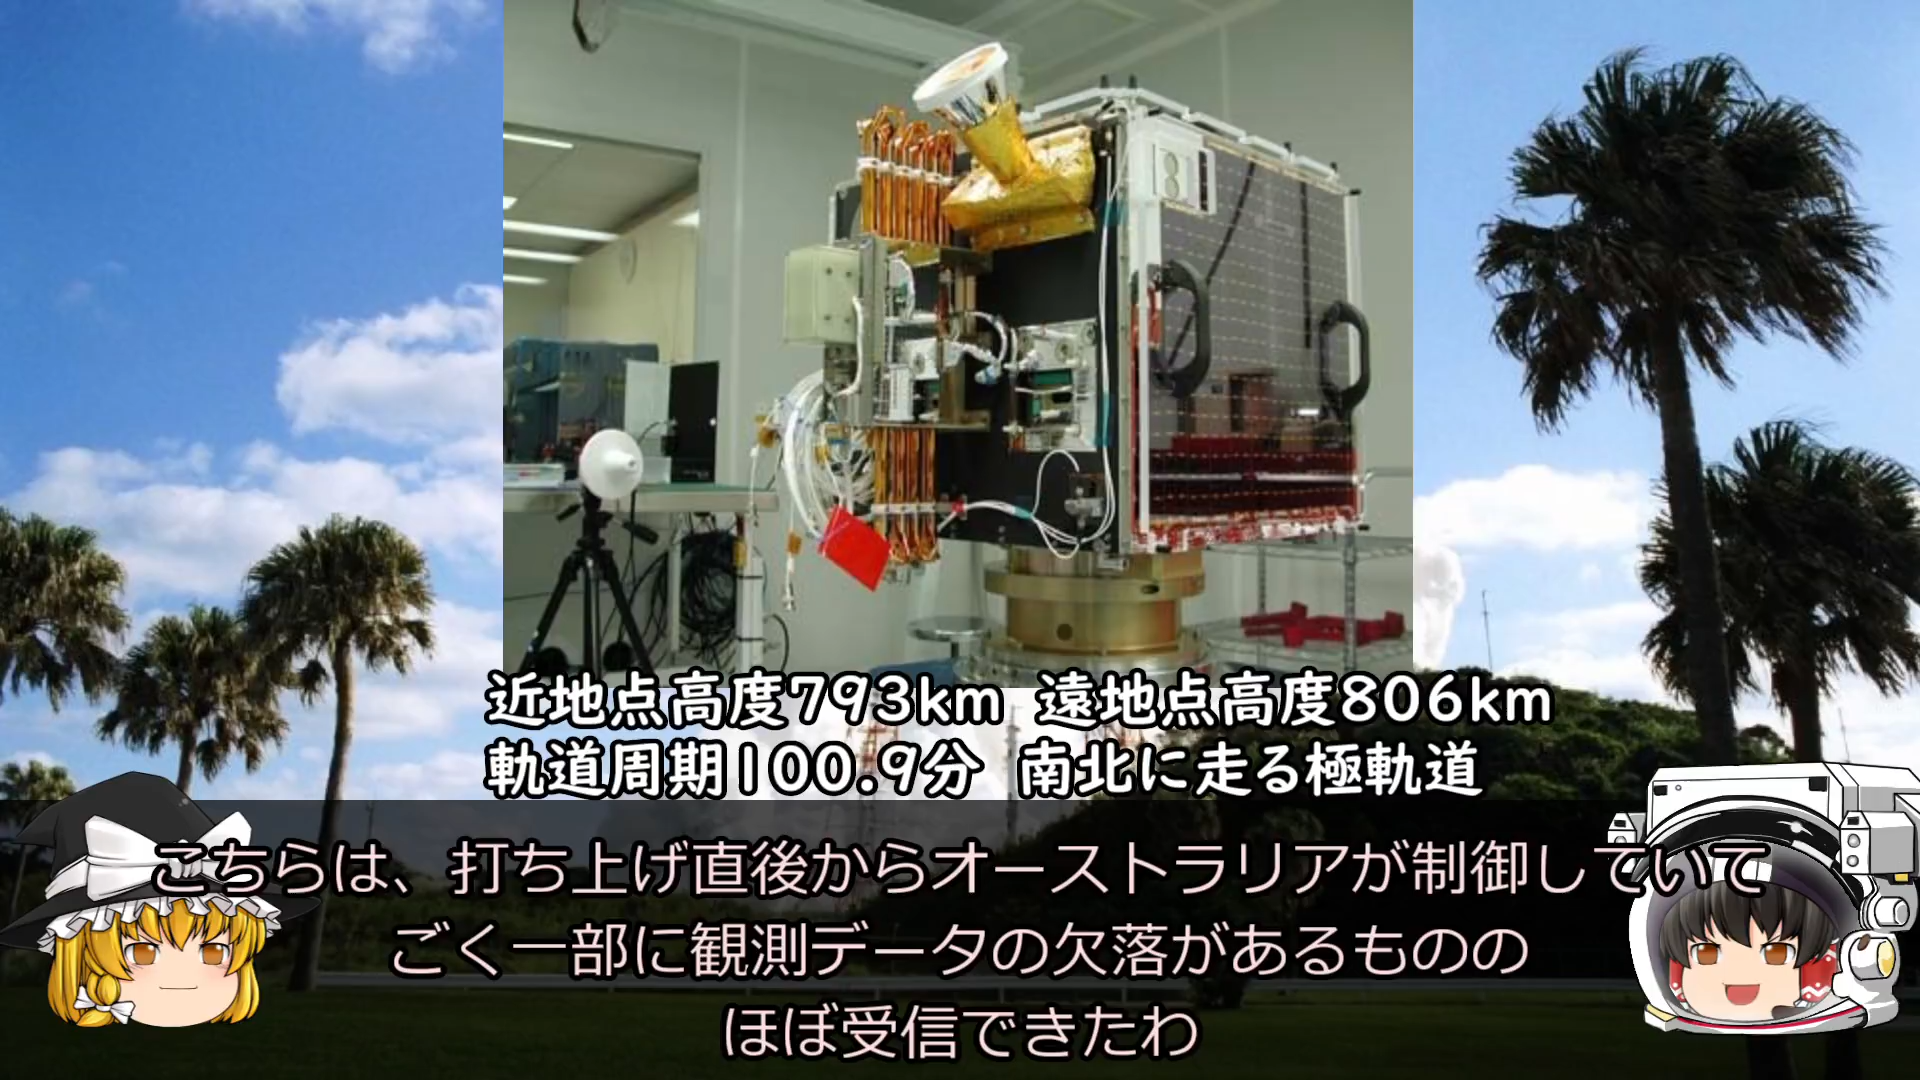 近地点高度793km 遠地点高度806km
軌道周期100.9分 南北に走る極軌道
こちらは、打ち上げ直後からオーストラリアが制御していて
ごく一部に観測データの欠落があるものの
ほぼ受信できたわ